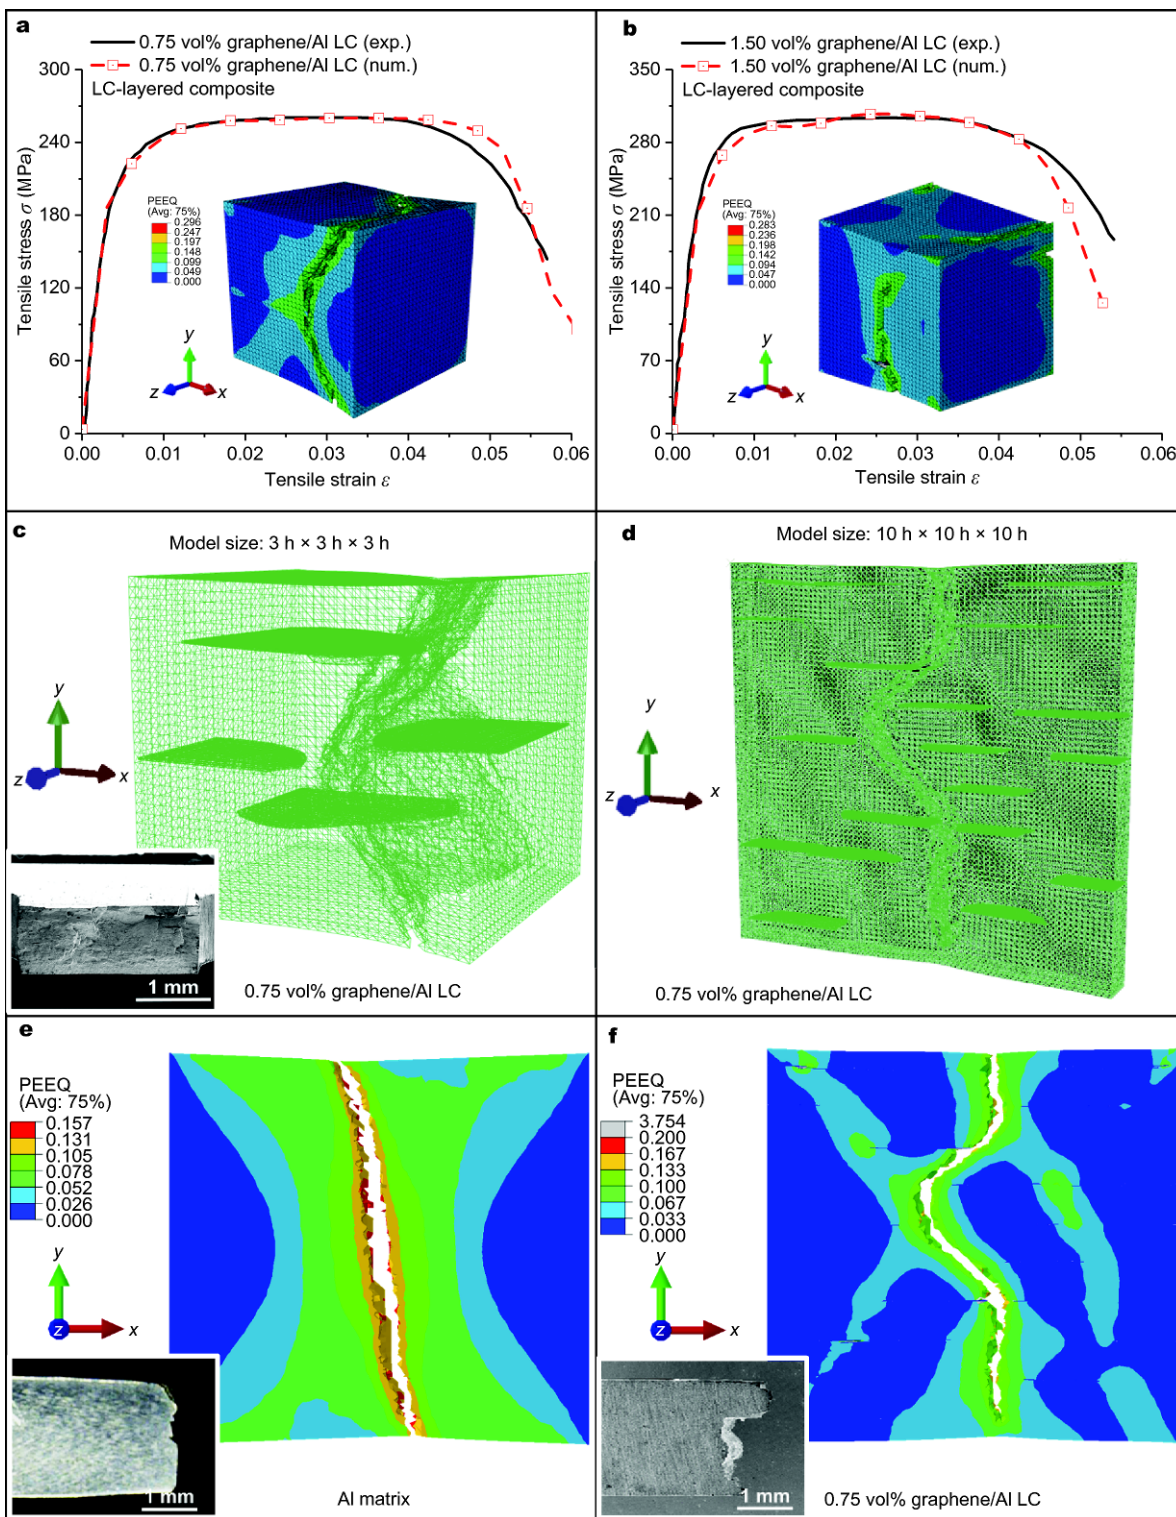 a
0.75 vol% graphene/Al LC (exp.)
0.75 vol% graphene/Al LC (num.)
LC-layered composite
300
240
180
120
60
0
Tensile stress σ (MPa)
PEEQ
(Avg: 75%)
0.296
0.247
0.197
0.148
0.099
0.049
0.000
y
z
x
0.00
0.01
0.02
0.03
0.04
0.05
0.06
Tensile strain ε
b
1.50 vol% graphene/Al LC (exp.)
1.50 vol% graphene/Al LC (num.)
LC-layered composite
350
280
210
140
70
0
Tensile stress σ (MPa)
PEEQ
(Avg: 75%)
0.283
0.236
0.198
0.142
0.094
0.047
0.000
y
z
x
0.00
0.01
0.02
0.03
0.04
0.05
0.06
Tensile strain ε
c
Model size: 3 h × 3 h × 3 h
y
z
x
1 mm
0.75 vol% graphene/Al LC
d
Model size: 10 h × 10 h × 10 h
y
z
x
0.75 vol% graphene/Al LC
e
PEEQ
(Avg: 75%)
0.157
0.131
0.105
0.078
0.052
0.026
0.000
y
z
x
1 mm
Al matrix
f
PEEQ
(Avg: 75%)
3.754
0.200
0.167
0.133
0.100
0.067
0.033
0.000
y
z
x
1 mm
0.75 vol% graphene/Al LC